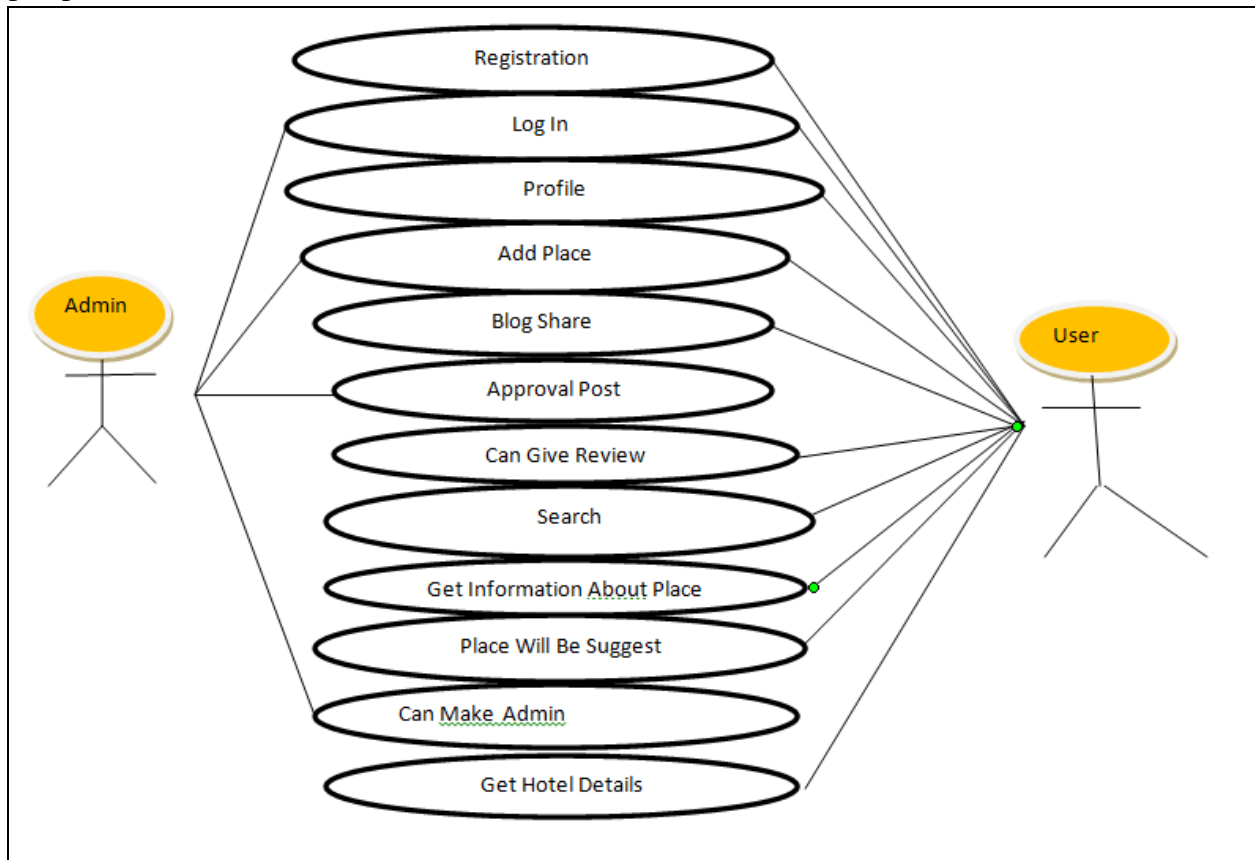 Registration
Log In
Profile
Add Place
Admin
Blog Share
User
Approval Post
Can Give Review
Search
Get Information About Place
Place Will Be Suggest
Can Make Admin
Get Hotel Details